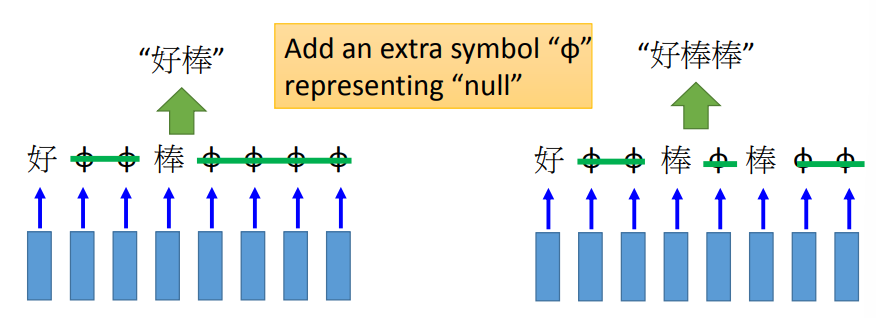 “好棒”
Add an extra symbol “ϕ”
representing “null”
“好棒棒”
好 ϕ ϕ 棒 ϕ ϕ ϕ ϕ
好 ϕ ϕ 棒 ϕ 棒 ϕ ϕ